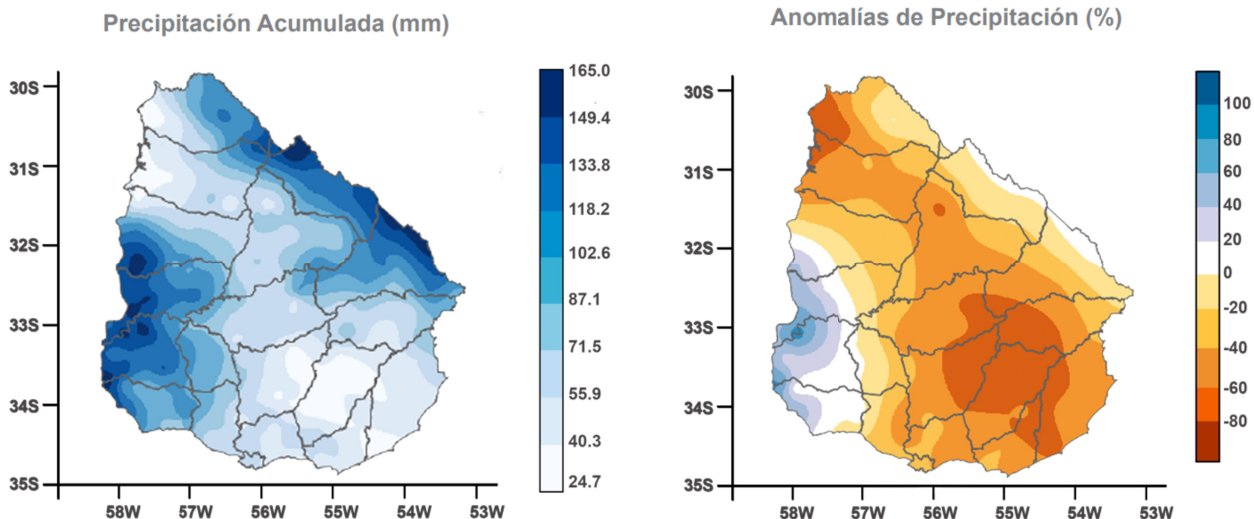 Precipitación Acumulada (mm)
30S
31S
32S
33S
34S
35S
58W
57W
56W
55W
54W
53W
165.0
149.4
133.8
118.2
102.6
87.1
71.5
55.9
40.3
24.7
Anomalías de Precipitación (%)
30S
31S
32S
33S
34S
35S
58W
57W
56W
55W
54W
53W
100
80
60
40
20
0
-20
-40
-60
-80